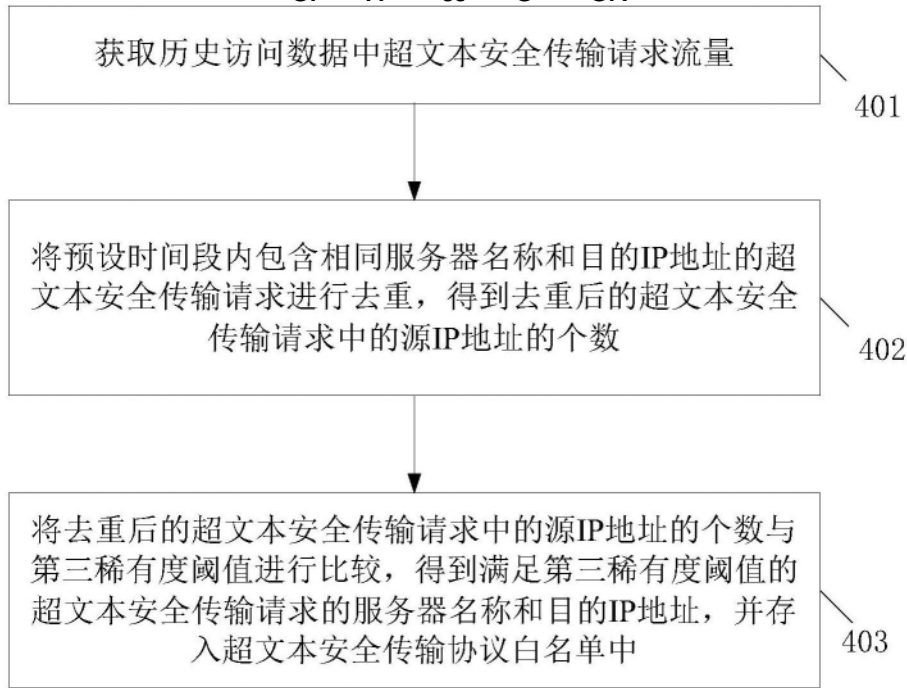 获取历史访问数据中超文本安全传输请求流量
401
将预设时间段内包含相同服务器名称和目的IP地址的超
文本安全传输请求进行去重，得到去重后的超文本安全
传输请求中的源IP地址的个数
402
将去重后的超文本安全传输请求中的源IP地址的个数与
第三稀有度阈值进行比较，得到满足第三稀有度阈值的
超文本安全传输请求的服务器名称和目的IP地址，并存
入超文本安全传输协议白名单中
403